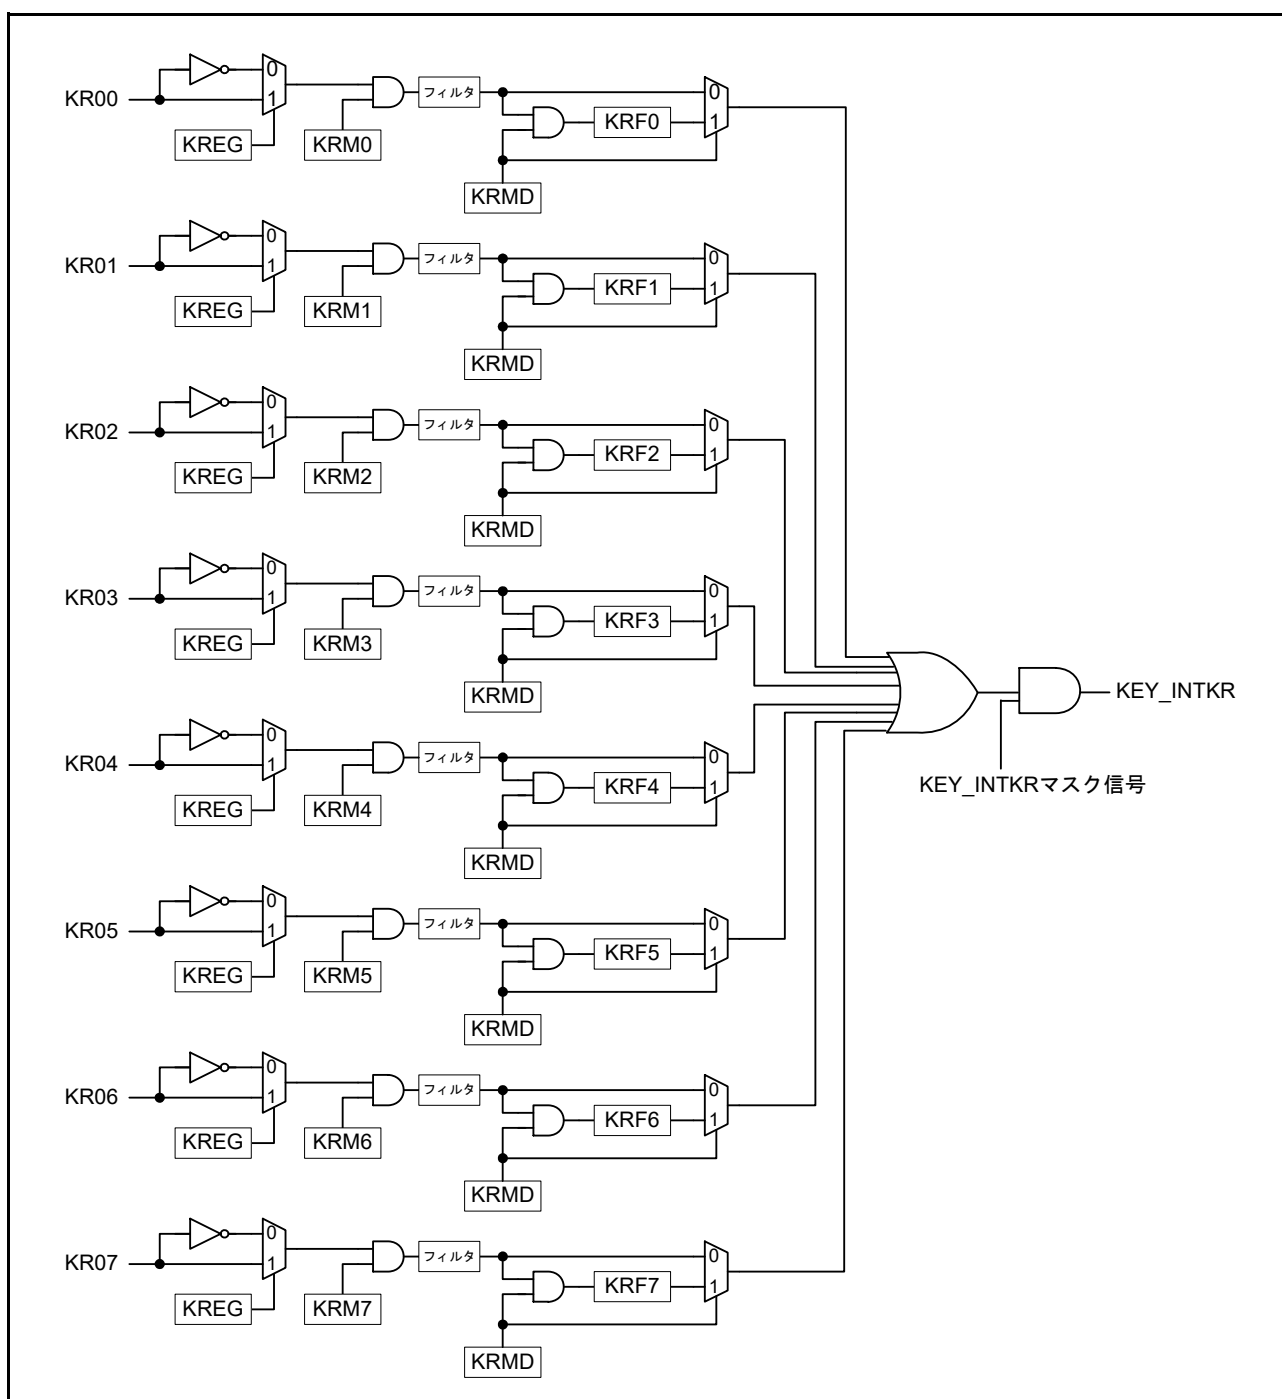 0
KR00
フィルタ
0
1
KRF0
1
KREG
KRM0
KRMD
0
KR01
フィルタ
0
1
KRF1
1
KREG
KRM1
KRMD
0
KR02
フィルタ
0
1
KRF2
1
KREG
KRM2
KRMD
0
KR03
フィルタ
0
1
KRF3
1
KREG
KRM3
KRMD
KEY_INTKR
KEY_INTKRマスク信号
0
KR04
フィルタ
0
1
KRF4
1
KREG
KRM4
KRMD
0
KR05
フィルタ
0
1
KRF5
1
KREG
KRM5
KRMD
0
KR06
フィルタ
0
1
KRF6
1
KREG
KRM6
KRMD
0
KR07
フィルタ
0
1
KRF7
1
KREG
KRM7
KRMD